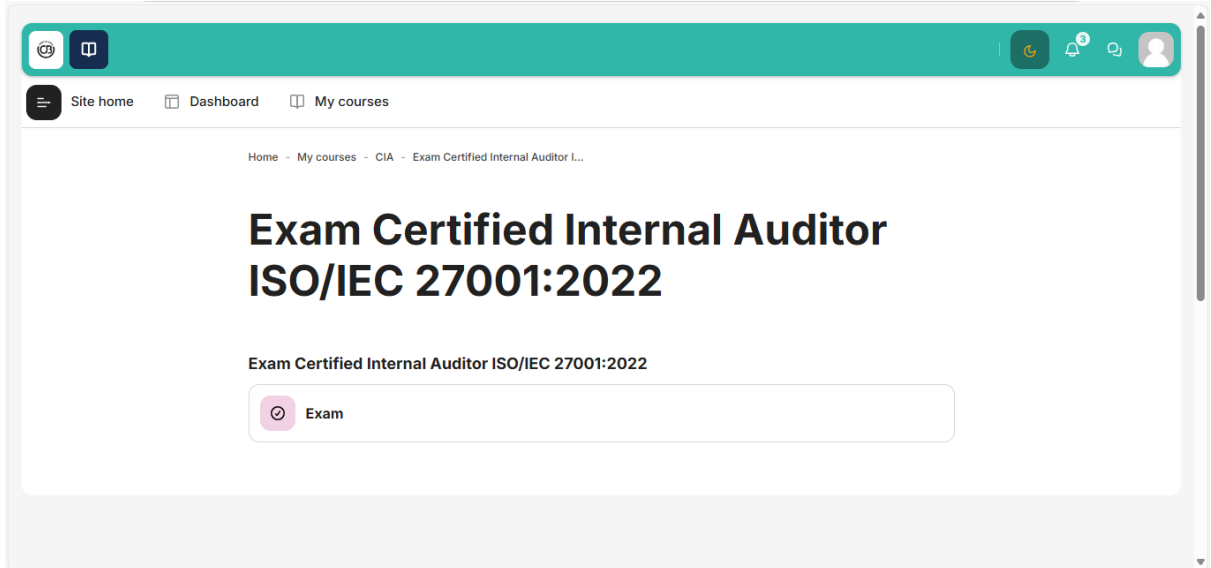 CB
3
Site home Dashboard My courses
Home - My courses - CIA - Exam Certified Internal Auditor I...
Exam Certified Internal Auditor
ISO/IEC 27001:2022
Exam Certified Internal Auditor ISO/IEC 27001:2022
Exam